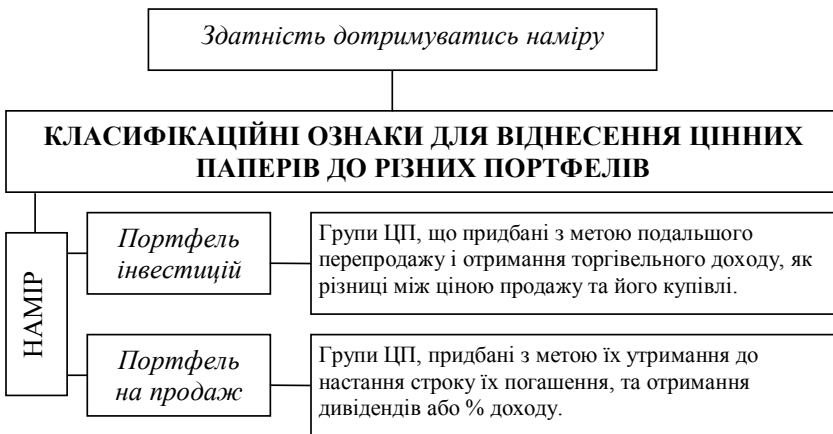 Здатність дотримуватись наміру
КЛАСИФІКАЦІЙНІ ОЗНАКИ ДЛЯ ВІДНЕСЕННЯ ЦІННИХ
ПАПЕРІВ ДО РІЗНИХ ПОРТФЕЛІВ
НАМІР
Портфель
інвестицій
Групи ЦП, що придбані з метою подальшого
перепродажу і отримання торгівельного доходу, як
різниці між ціною продажу та його купівлі.
Портфель
на продаж
Групи ЦП, придбані з метою їх утримання до
настання строку їх погашення, та отримання
дивідендів або % доходу.